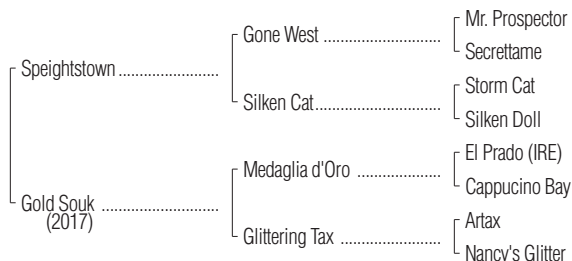 Mr. Prospector
Gone West ........................................
Secrettame
Speightstown ..................................
Storm Cat
Silken Cat...........................................
Silken Doll
El Prado (IRE)
Medaglia d'Oro ............................
Cappucino Bay
Gold Souk ........................................
(2017)
Artax
Glittering Tax ..................................
Nancy's Glitter